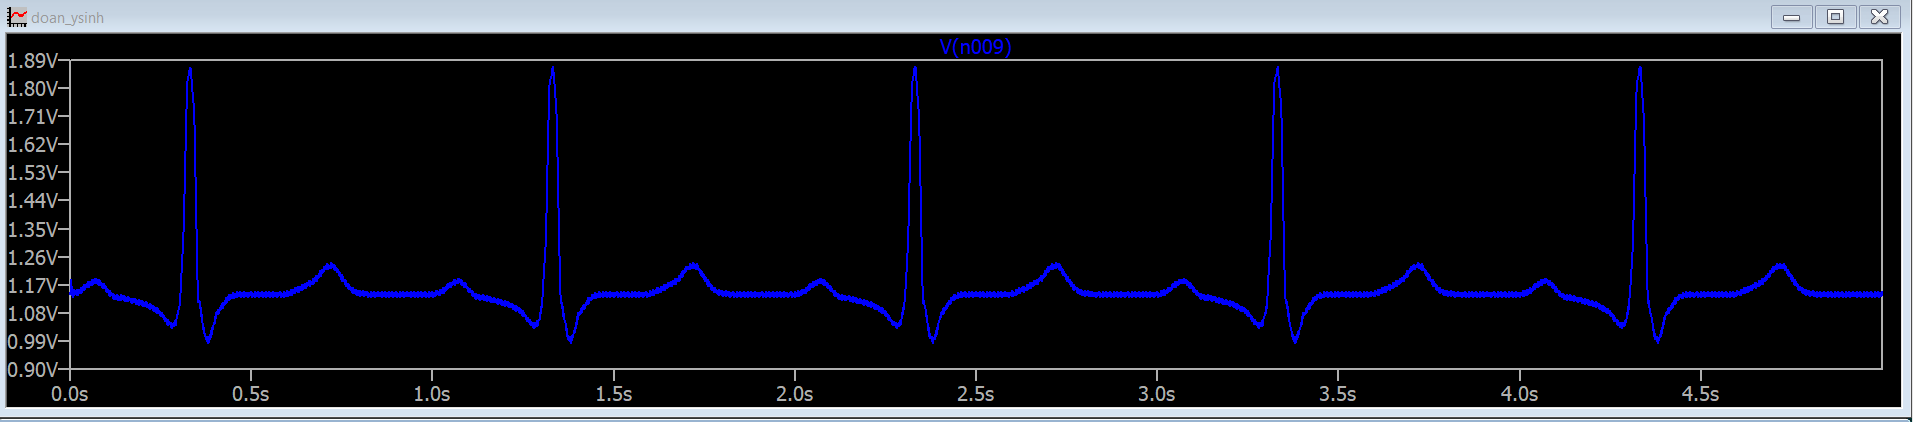 doan_ysinh
V(n009)
1.89V
1.80V
1.71V
1.62V
1.53V
1.44V
1.35V
1.26V
1.17V
1.08V
0.99V
0.90V
0.0s 0.5s 1.0s 1.5s 2.0s 2.5s 3.0s 3.5s 4.0s 4.5s